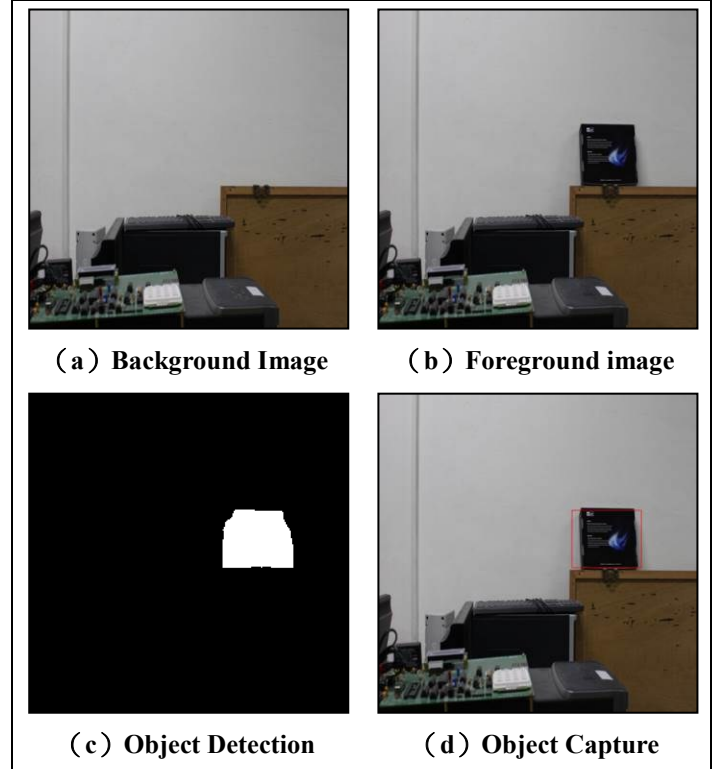 （a）Background Image
（b）Foreground image
（c）Object Detection
（d）Object Capture